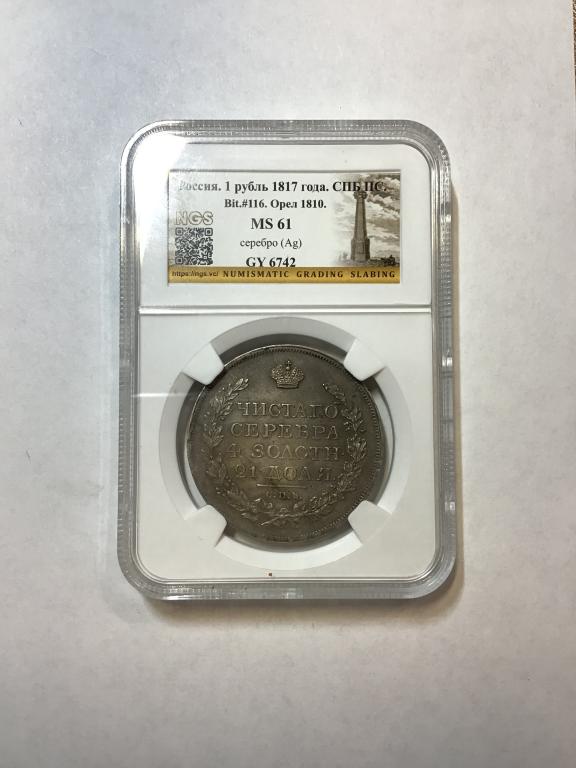 Россия. 1 рубль 1817 года. СПБ ПС.
Bit.#116. Орел 1810.
NGS
MS 61
серебро (Ag)
GY 6742
https://ngs.vc/ NUMISMATIC GRADING SLABING
ЧИСТАГО
СЕРЕБРА
4 ЗОЛОТН
21 ДОЛЯ.
С.П.Б.